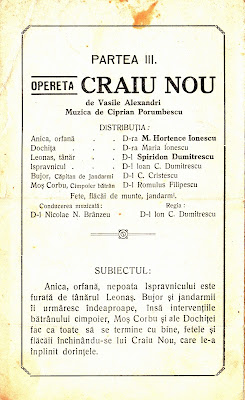 PARTEA III.
OPERETA CRAIU NOU
de Vasile Alexandri
Muzica de Ciprian Porumbescu
DISTRIBUȚIA:
Anica, orfană . . D-ra M. Hortence Ionescu
Dochița . . D-ra Maria Ionescu
Leonaș, tânăr . . D-l Spiridon Dumitrescu
Ispravnicul . . D-l Ioan C. Dumitrescu
Bujor, Căpitan de jandarmi D-l C. Cristescu
Moș Corbu, Cimpoier bătrân D-l Romulus Filipescu
Fete, flăcăi de munte, jandarmi.
Conducerea muzicală: Regia:
D-l Nicolae N. Brânzeu D-l Ion C. Dumitrescu
SUBIECTUL:
Anica, orfană, nepoata Ispravnicului este
furată de tânărul Leonaș. Bujor și jandarmii
îi urmăresc îndeaproape, însă intervențiile
bătrânului cimpoier, Moș Corbu și ale Dochiței
fac ca toate să se termine cu bine, fetele și
flăcăii închinându-se lui Craiu Nou, care le-a
înplinit dorințele.